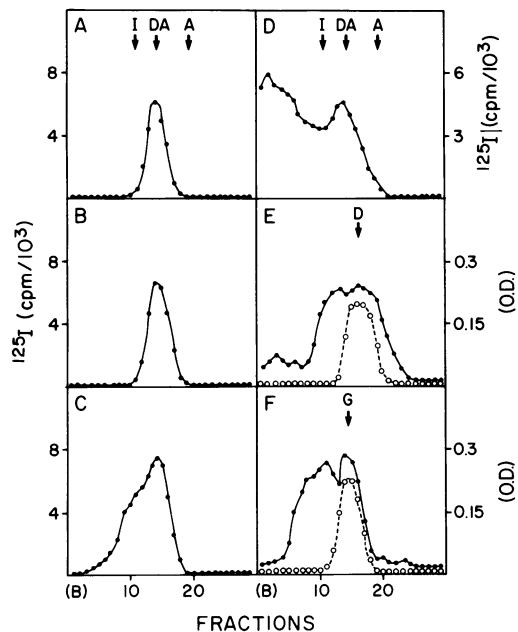 A I DA A
D I DA A
8
4
6
3
125I (cpm/10³)
B
E D
8
4
0.3
0.15
(O.D.)
125I (cpm/10³)
C
F G
8
4
0.3
0.15
(O.D.)
(B) 10 20
(B) 10 20
FRACTIONS